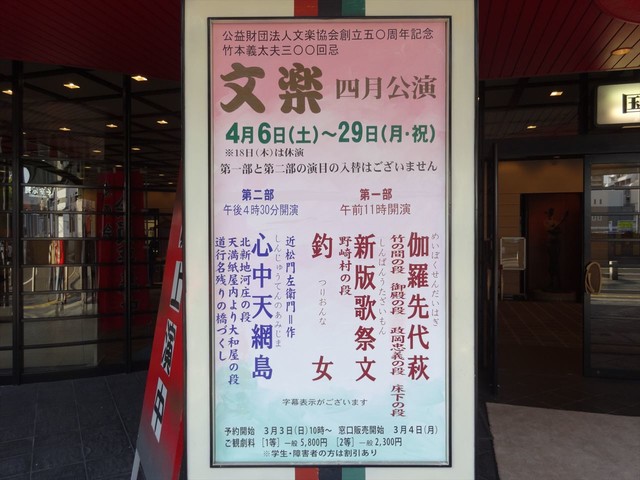 公益財団法人文楽協会創立五〇周年記念
竹本義太夫三〇〇回忌
文楽 四月公演
4月6日(土)～29日(月・祝)
※18日(木)は休演
第一部と第二部の演目の入替はございません
第一部
午前11時開演
めいぼくせんだいはぎ
伽羅先代萩
竹の間の段 御殿の段 政岡忠義の段 床下の段
しんぱんうたざいもん
新版歌祭文
野崎村の段
釣女
つりおんな
第二部
午後4時30分開演
近松門左衛門＝作
しんじゅうてんのあみじま
心中天網島
北新地河庄の段
天満紙屋内より大和屋の段
道行名残りの橋づくし
字幕表示がございます
予約開始 3月3日(日)10時～ 窓口販売開始 3月4日(月)
ご観劇料 [1等] 一般 5,800円 [2等] 一般 2,300円
※学生・障害者の方は割引あり
上演中
国